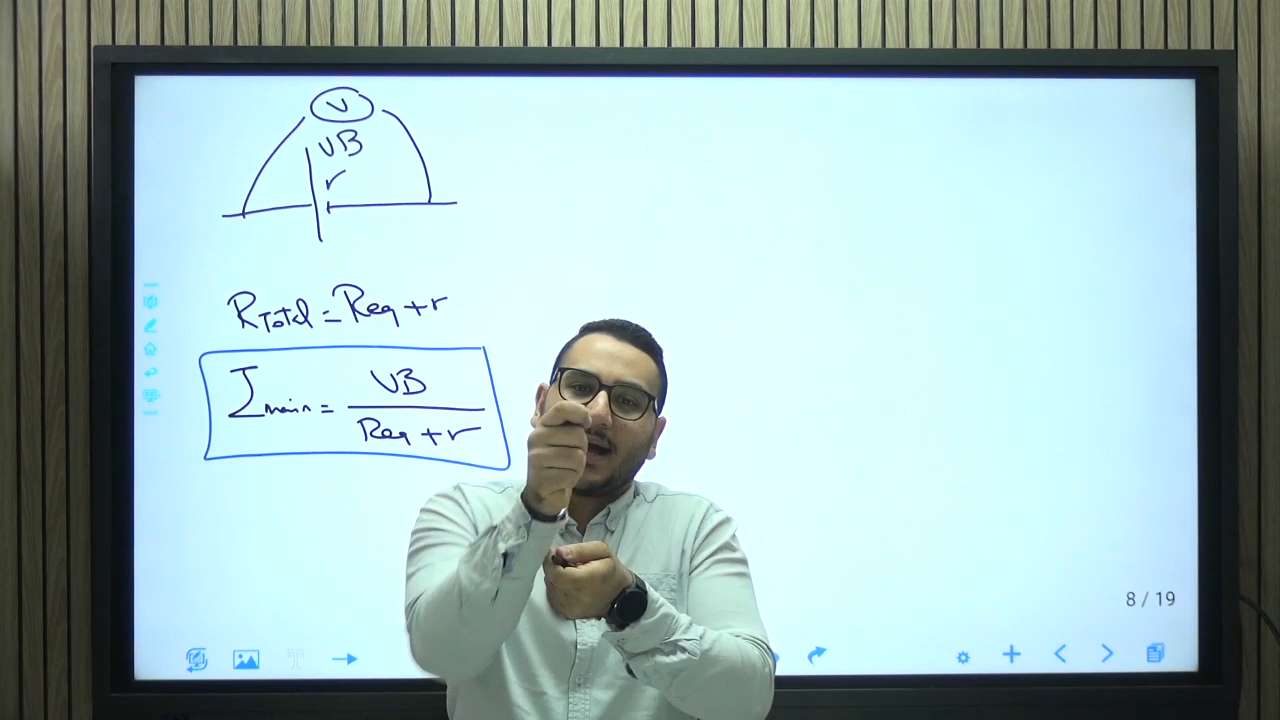 V
VB
r
RTotal = Req + r
Imain = VB
Req + r
8 / 19